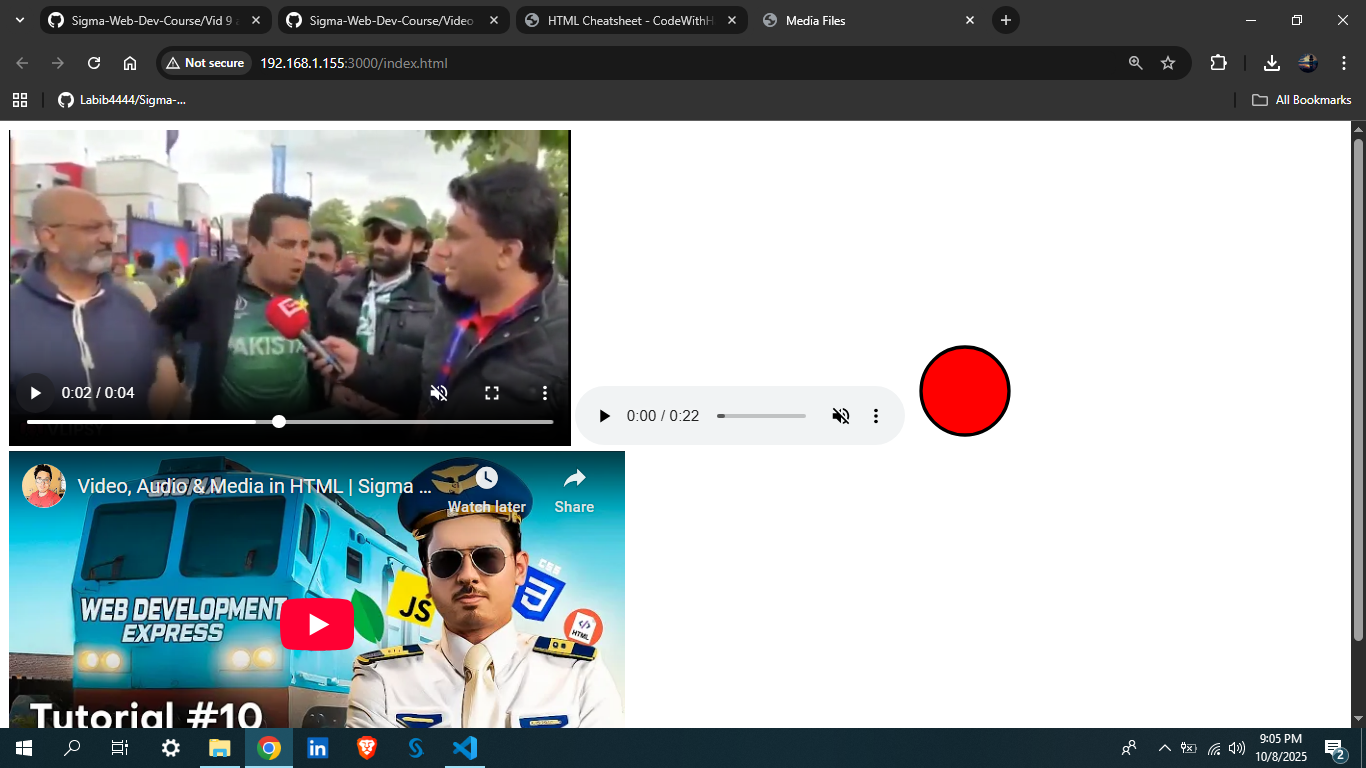 Sigma-Web-Dev-Course/Vid 9 a
Sigma-Web-Dev-Course/Video
HTML Cheatsheet - CodeWithH
Media Files
Not secure
192.168.1.155:3000/index.html
Labib4444/Sigma-...
All Bookmarks
AKISTA
0:02 / 0:04
0:00 / 0:22
Video, Audio & Media in HTML | Sigma ...
Watch later
Share
SIGMA
WEB DEVELOPMENT
EXPRESS
JS
CSS
HTML
Tutorial #10
9:05 PM
10/8/2025
2